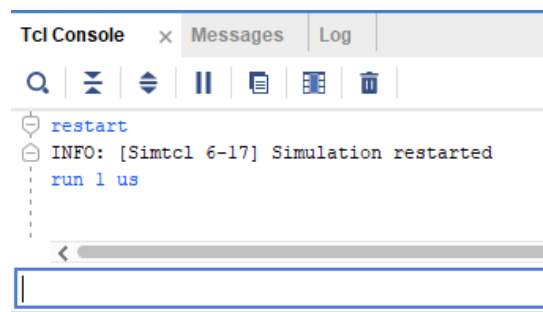 Tcl Console × Messages Log
restart
INFO: [Simtcl 6-17] Simulation restarted
run 1 us